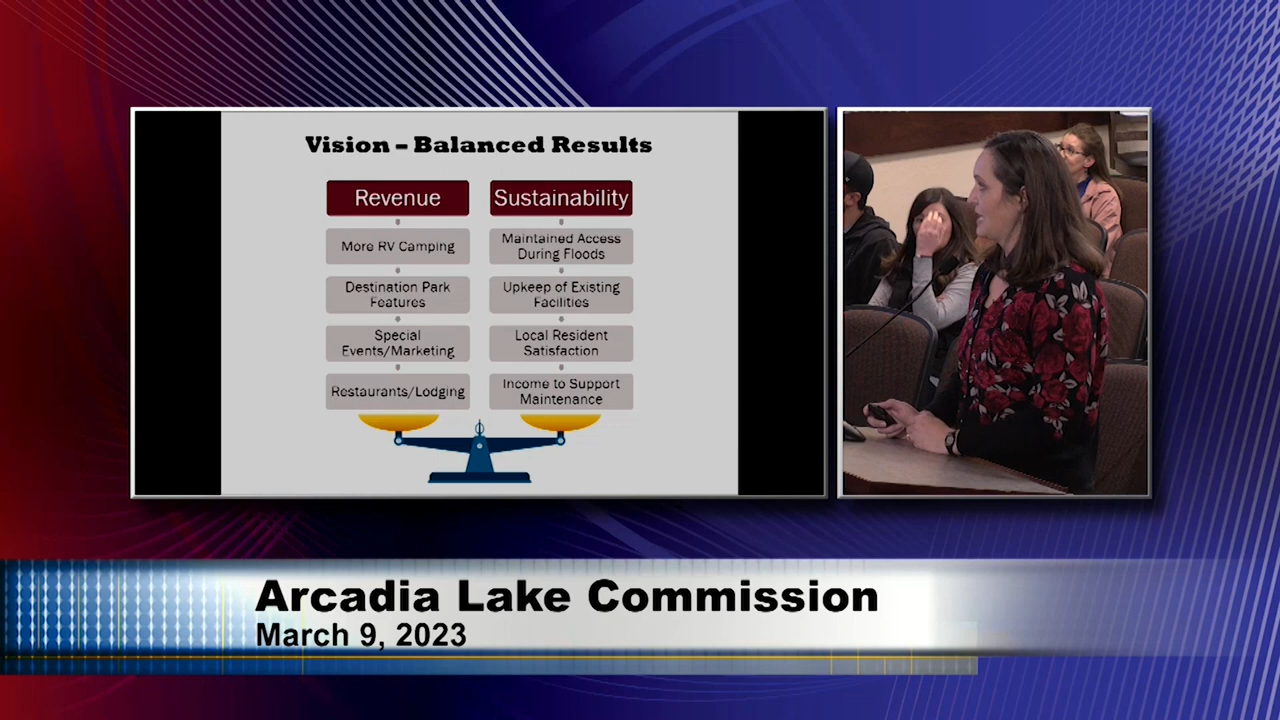 Vision – Balanced Results
Revenue
Sustainability
More RV Camping
Maintained Access
During Floods
Destination Park
Features
Upkeep of Existing
Facilities
Special
Events/Marketing
Local Resident
Satisfaction
Restaurants/Lodging
Income to Support
Maintenance
Arcadia Lake Commission
March 9, 2023